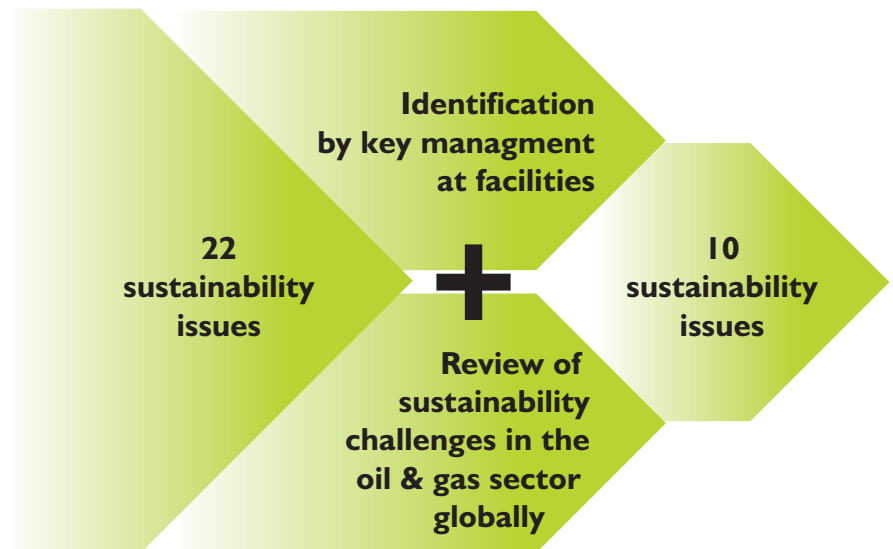 22
sustainability
issues
Identification
by key managment
at facilities
+
Review of
sustainability
challenges in the
oil & gas sector
globally
10
sustainability
issues